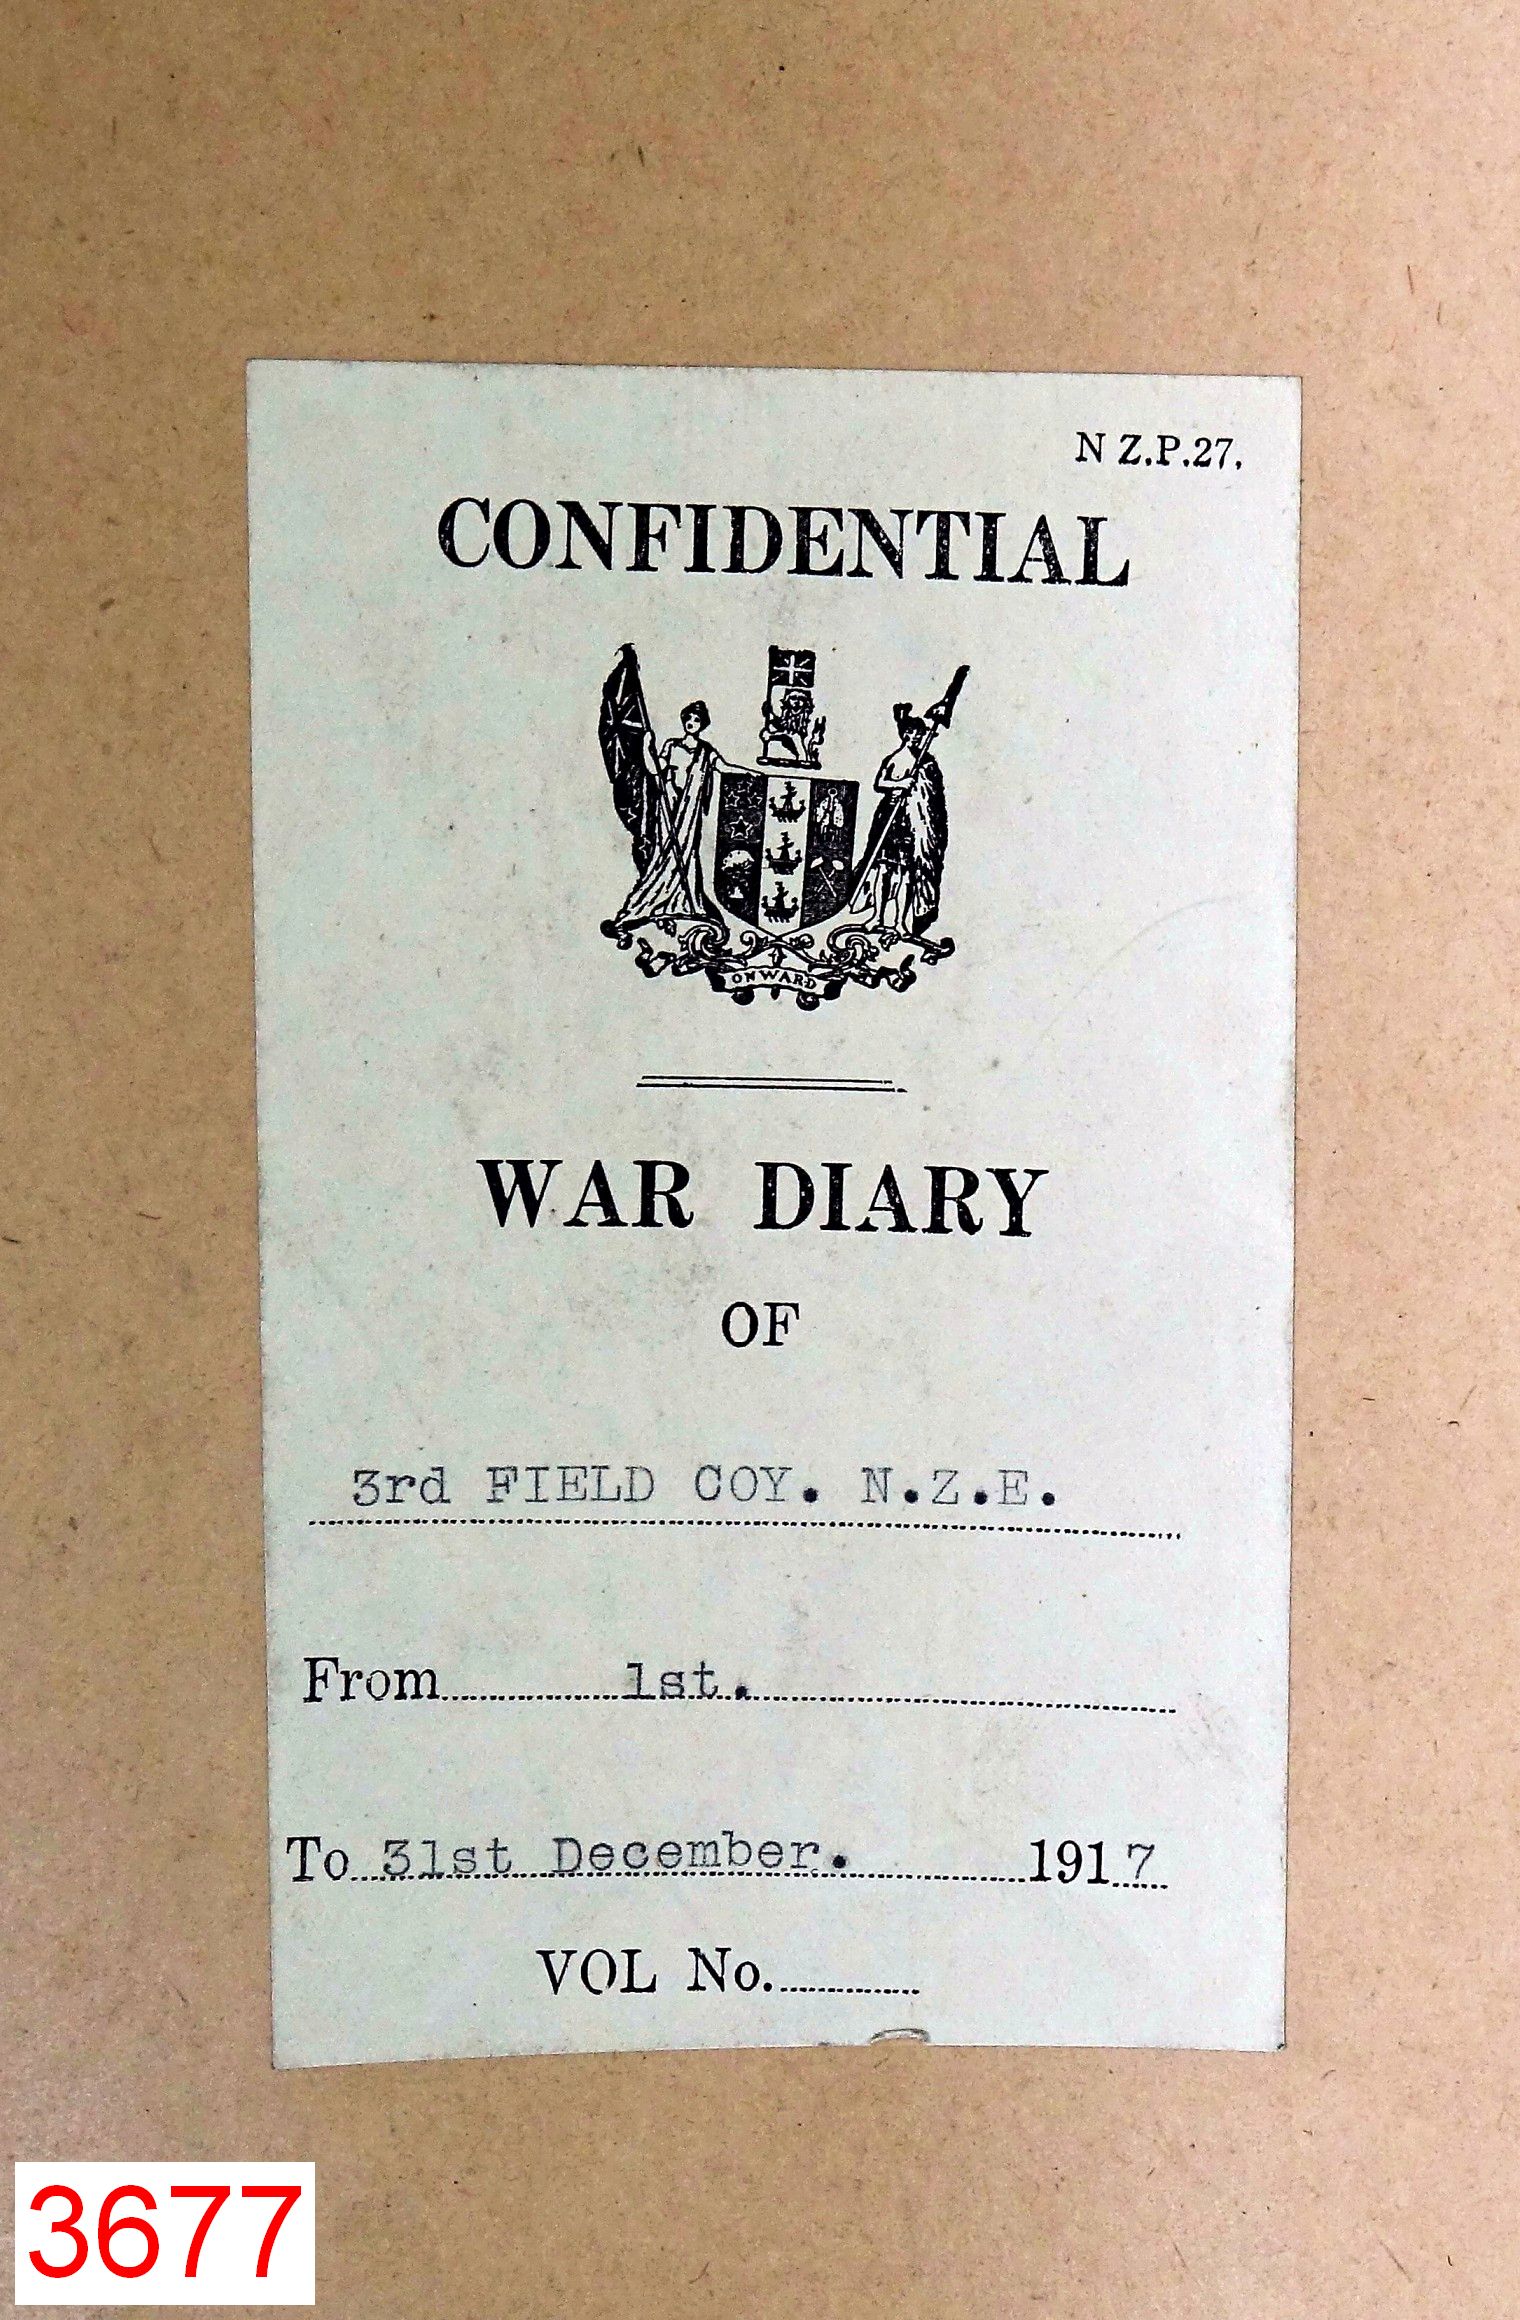 N Z.P.27.
CONFIDENTIAL
ONWARD
WAR DIARY
OF
3rd FIELD COY. N.Z.E.
From 1st.
To 31st December. 1917
VOL No.
3677